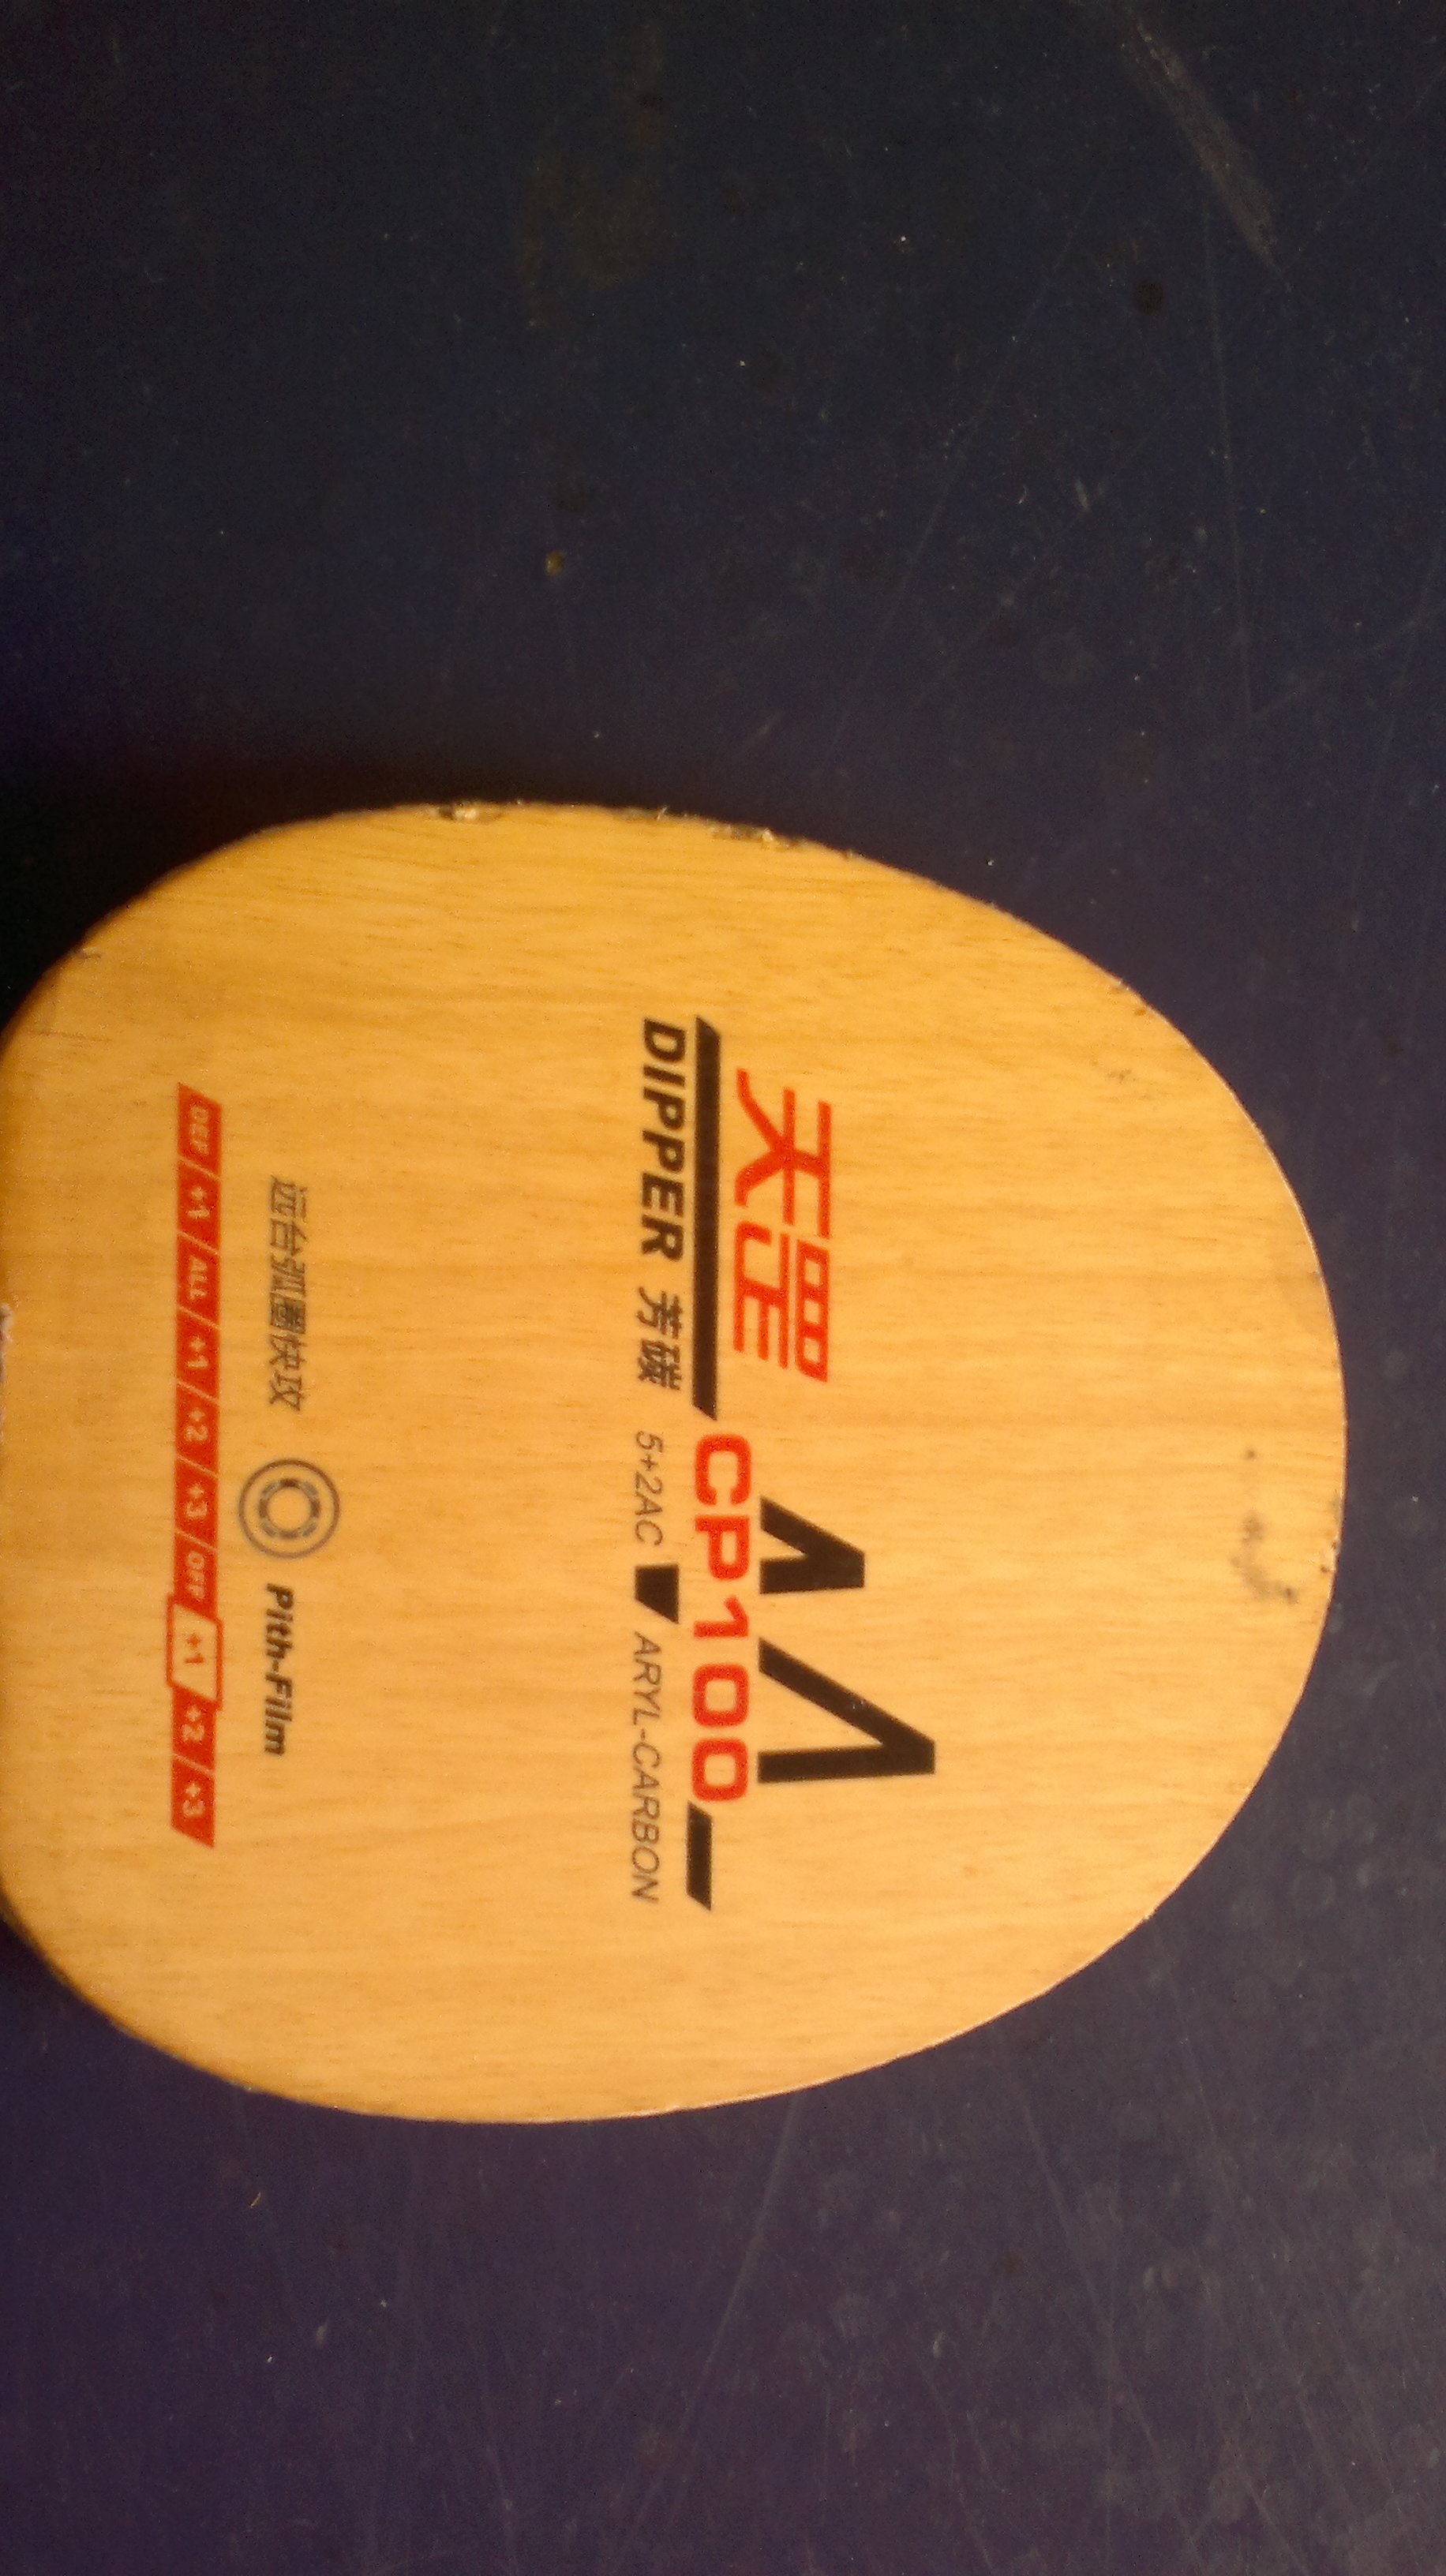 天罡
CP100
DIPPER 芳碳 5+2AC ARYL-CARBON
远台弧圈快攻 Pith-Film
DEF +1 ALL +1 +2 +3 OFF +1 +2 +3